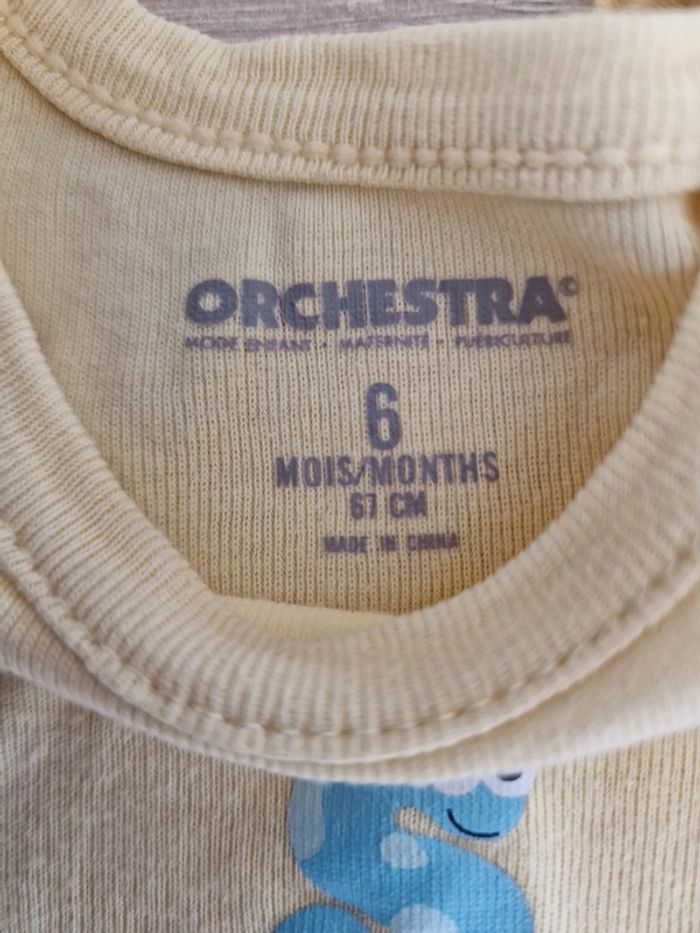 ORCHESTRA©
MODE ENFANT • MATERNITÉ • PUÉRICULTURE
6
MOIS/MONTHS
67 CM
MADE IN CHINA